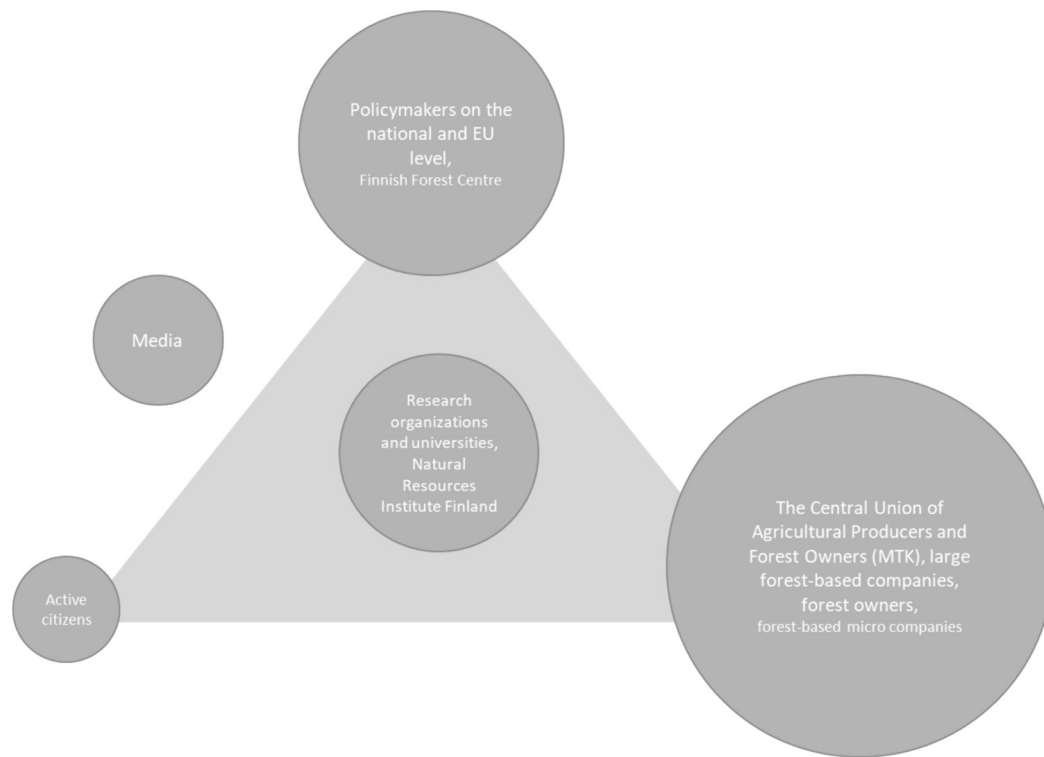 Policymakers on the
national and EU
level,
Finnish Forest Centre
Media
Research
organizations
and universities,
Natural
Resources
Institute Finland
The Central Union of
Agricultural Producers and
Forest Owners (MTK), large
forest-based companies,
forest owners,
forest-based micro companies
Active
citizens